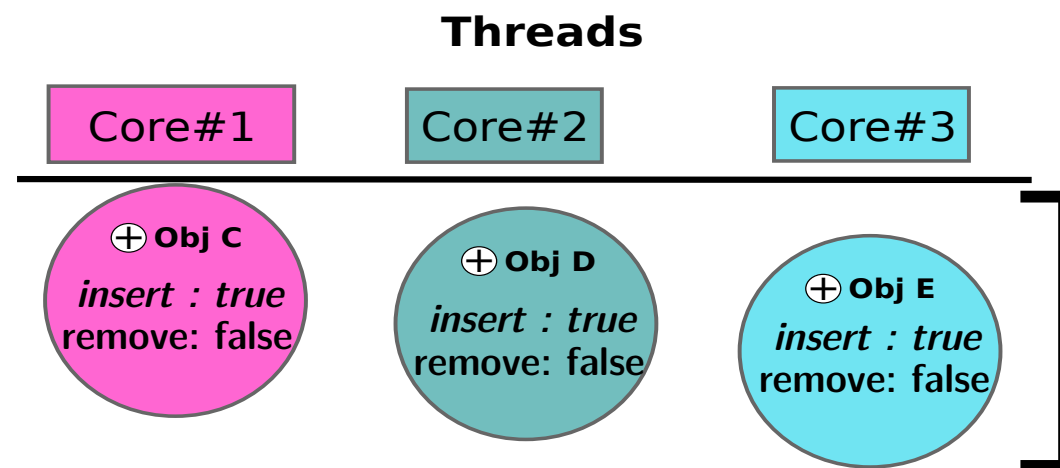 Threads
Core#1 Core#2 Core#3
+ Obj C
insert : true
remove: false
+ Obj D
insert : true
remove: false
+ Obj E
insert : true
remove: false